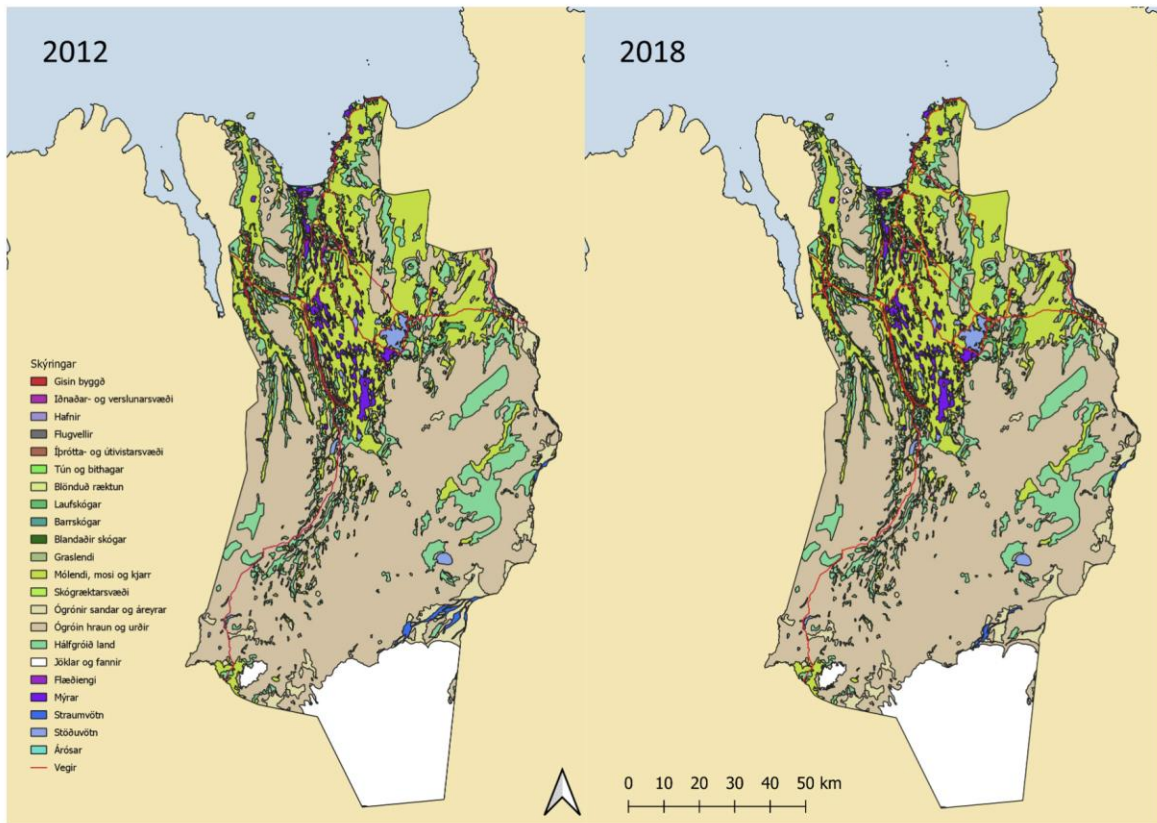 2012
2018
Skýringar
Gisin byggð
Iðnaðar- og verslunarsvæði
Hafnir
Flugvellir
Íþrótta- og útivistarsvæði
Tún og bithagar
Blönduð ræktun
Laufskógar
Barrskógar
Blandaðir skógar
Graslendi
Mólendi, mosi og kjarr
Skógræktarsvæði
Ógrónir sandar og áreyrar
Ógróin hraun og urðir
Hálfgróið land
Jöklar og fannir
Flæðiengi
Mýrar
Straumvötn
Stöðuvötn
Árósar
Vegir
0 10 20 30 40 50 km